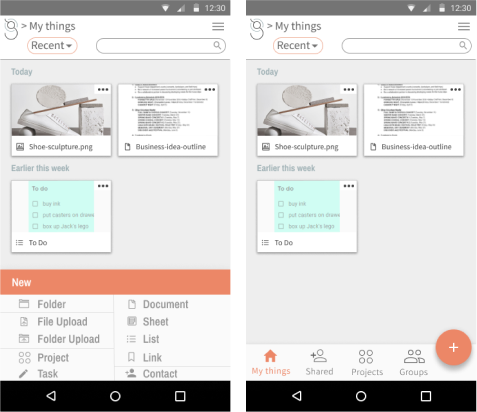 12:30
> My things
Recent
Today
Shoe-sculpture.png
Business-idea-outline
Earlier this week
To do
buy ink
put casters on
box up Jack's lego
To Do
New
Folder
Document
File Upload
Sheet
Folder Upload
List
Project
Link
Task
Contact
12:30
> My things
Recent
Today
Shoe-sculpture.png
Business-idea-outline
Earlier this week
To do
buy ink
put casters on
box up Jack's lego
To Do
+
My things
Shared
Projects
Groups